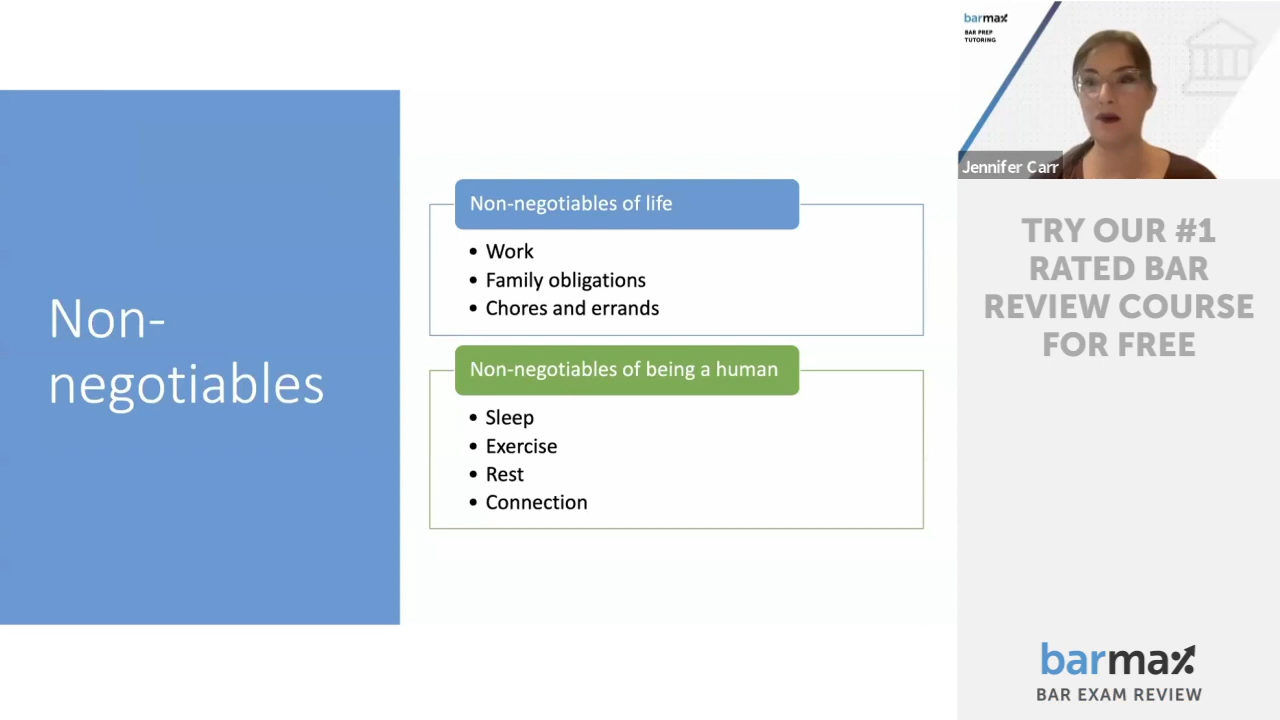 Non-
negotiables
Non-negotiables of life
• Work
• Family obligations
• Chores and errands
Non-negotiables of being a human
• Sleep
• Exercise
• Rest
• Connection
barmax
BAR PREP
TUTORING
Jennifer Carr
TRY OUR #1
RATED BAR
REVIEW COURSE
FOR FREE
barmax
BAR EXAM REVIEW